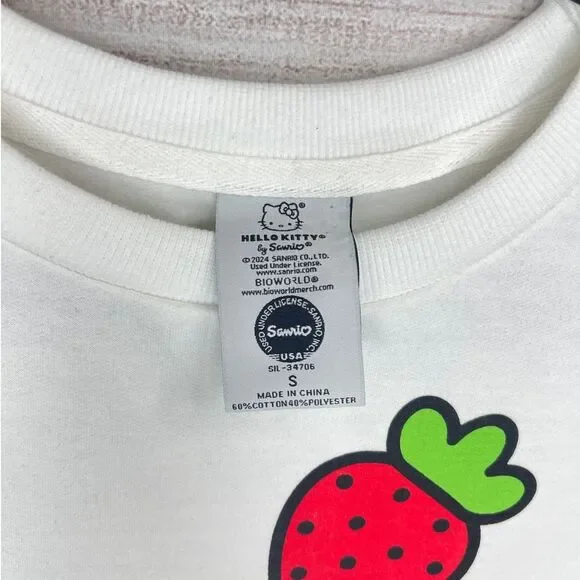 HELLO KITTY®
by Sanrio®
© 2024 SANRIO CO., LTD.
Used Under License.
www.sanrio.com
BIOWORLD®
www.bioworldmerch.com
USED UNDER LICENSE-SANRIO, INC.
Sanrio
USA
SIL-34706
S
MADE IN CHINA
60%COTTON40%POLYESTER